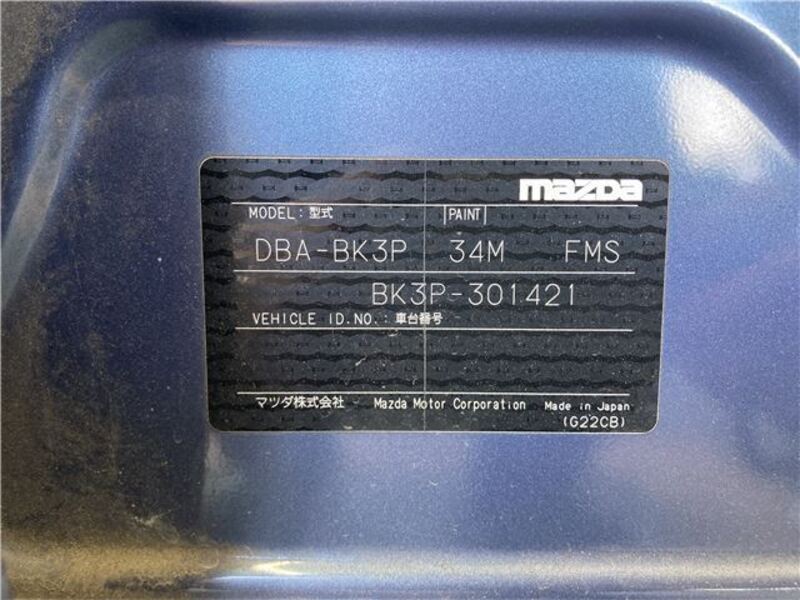 mazda
MODEL: 型式 PAINT
DBA-BK3P 34M FMS
BK3P-301421
VEHICLE ID.NO.: 車台番号
マツダ株式会社 Mazda Motor Corporation Made in Japan
(G22CB)